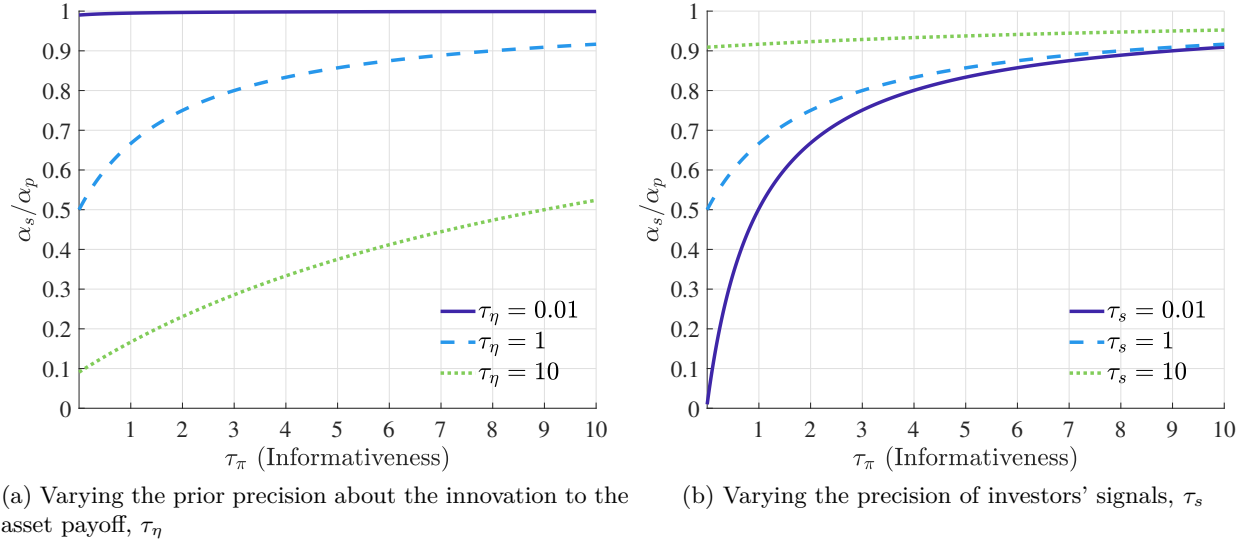 1
0.9
0.8
0.7
0.6
0.5
0.4
0.3
0.2
0.1
0
α_s/α_p
τ_η = 0.01
τ_η = 1
τ_η = 10
1 2 3 4 5 6 7 8 9 10
τ_π (Informativeness)
(a) Varying the prior precision about the innovation to the
asset payoff, τ_η
1
0.9
0.8
0.7
0.6
0.5
0.4
0.3
0.2
0.1
0
α_s/α_p
τ_s = 0.01
τ_s = 1
τ_s = 10
1 2 3 4 5 6 7 8 9 10
τ_π (Informativeness)
(b) Varying the precision of investors' signals, τ_s